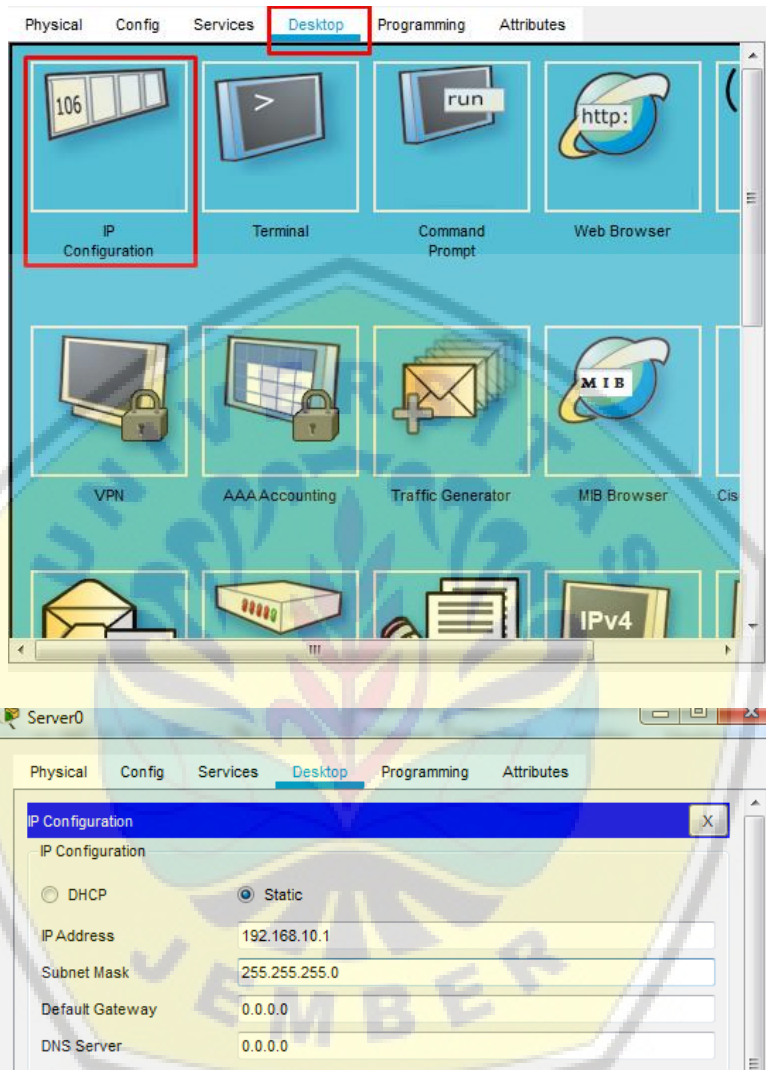 Physical Config Services Desktop Programming Attributes
106
>
run
http:
IP Configuration
Terminal
Command Prompt
Web Browser
MIB
VPN
AAA Accounting
Traffic Generator
MIB Browser
Cis
IPv4
UNIVERSITAS
Server0
Physical Config Services Desktop Programming Attributes
IP Configuration X
IP Configuration
DHCP Static
IP Address 192.168.10.1
Subnet Mask 255.255.255.0
Default Gateway 0.0.0.0
DNS Server 0.0.0.0
JEMBER